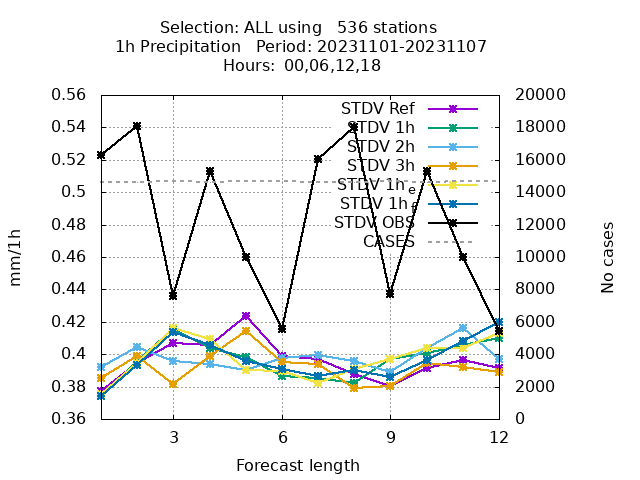 Selection: ALL using   536 stations
1h Precipitation   Period: 20231101-20231107
Hours: 00,06,12,18
0.56
0.54
0.52
0.5
0.48
0.46
0.44
0.42
0.4
0.38
0.36
mm/1h
STDV Ref
STDV 1h
STDV 2h
STDV 3h
STDV 1h e
STDV 1h f
STDV OBS
CASES
20000
18000
16000
14000
12000
10000
8000
6000
4000
2000
0
No cases
3 6 9 12
Forecast length